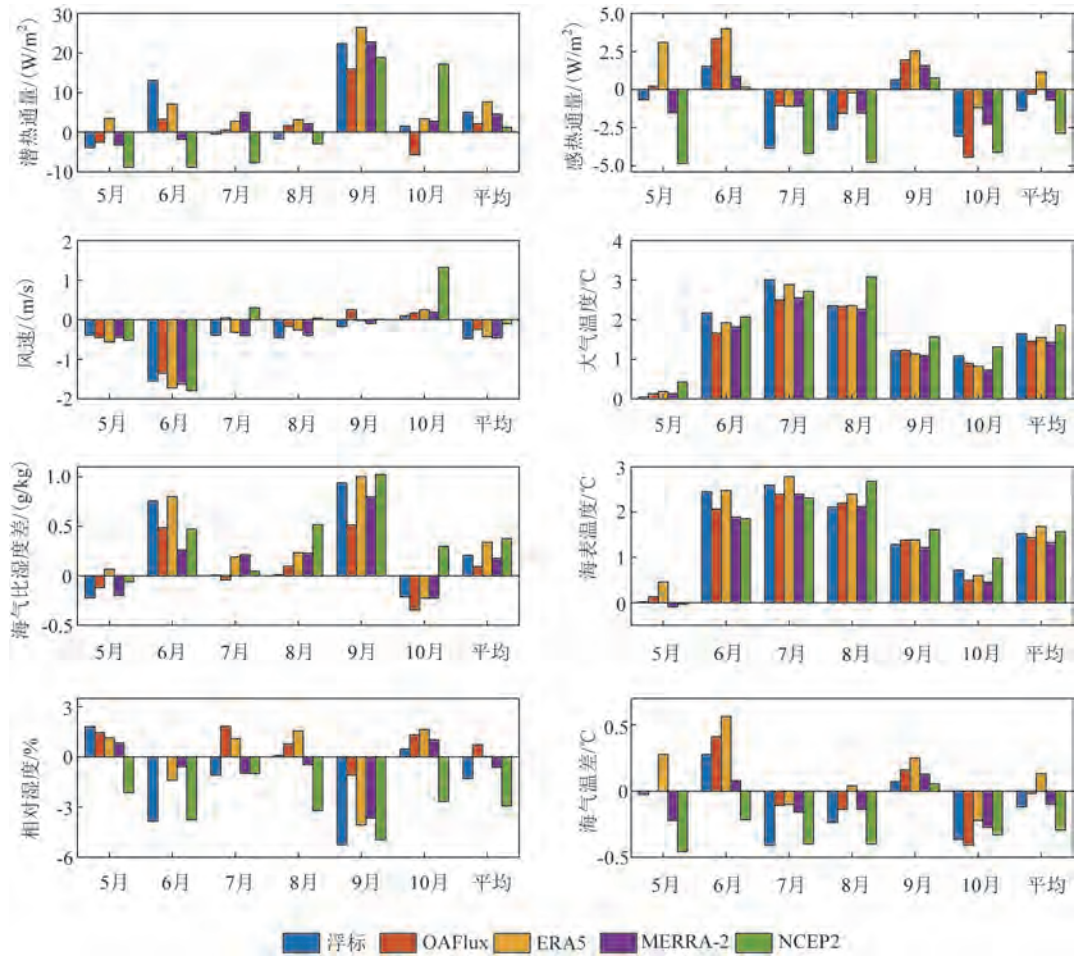 潜热通量/(W/m²)
30
20
10
0
-10
5月 6月 7月 8月 9月 10月 平均
感热通量/(W/m²)
5.0
2.5
0
-2.5
-5.0
5月 6月 7月 8月 9月 10月 平均
风速/(m/s)
2
1
0
-1
-2
5月 6月 7月 8月 9月 10月 平均
大气温度/℃
4
3
2
1
0
5月 6月 7月 8月 9月 10月 平均
海气比湿度差/(g/kg)
1.0
0.5
0
-0.5
5月 6月 7月 8月 9月 10月 平均
海表温度/℃
3
2
1
0
5月 6月 7月 8月 9月 10月 平均
相对湿度/%
3
0
-3
-6
5月 6月 7月 8月 9月 10月 平均
海气温差/℃
0.5
0
-0.5
5月 6月 7月 8月 9月 10月 平均
浮标 OAFlux ERA5 MERRA-2 NCEP2